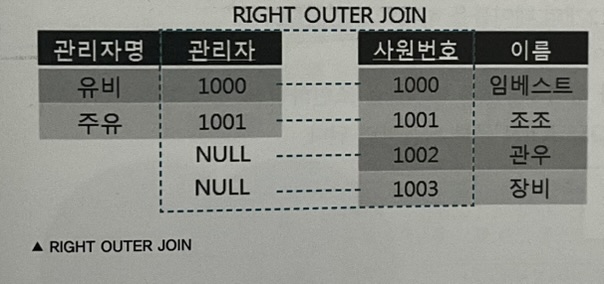 RIGHT OUTER JOIN
관리자명 관리자 사원번호 이름
유비 1000 1000 임베스트
주유 1001 1001 조조
NULL 1002 관우
NULL 1003 장비
▲ RIGHT OUTER JOIN